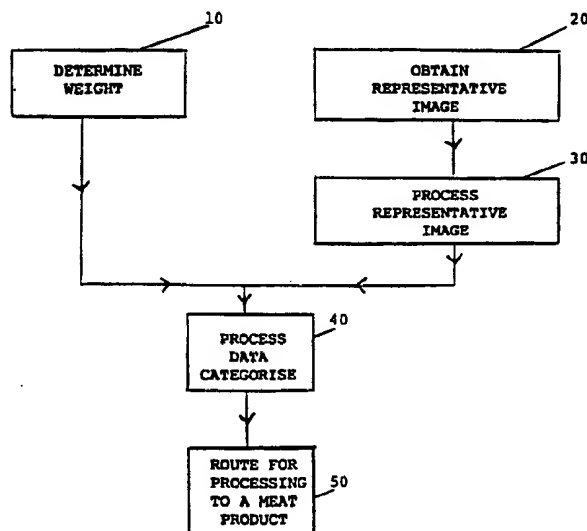 10
DETERMINE
WEIGHT
20
OBTAIN
REPRESENTATIVE
IMAGE
30
PROCESS
REPRESENTATIVE
IMAGE
40
PROCESS
DATA
CATEGORISE
ROUTE FOR
PROCESSING
TO A MEAT
PRODUCT
50